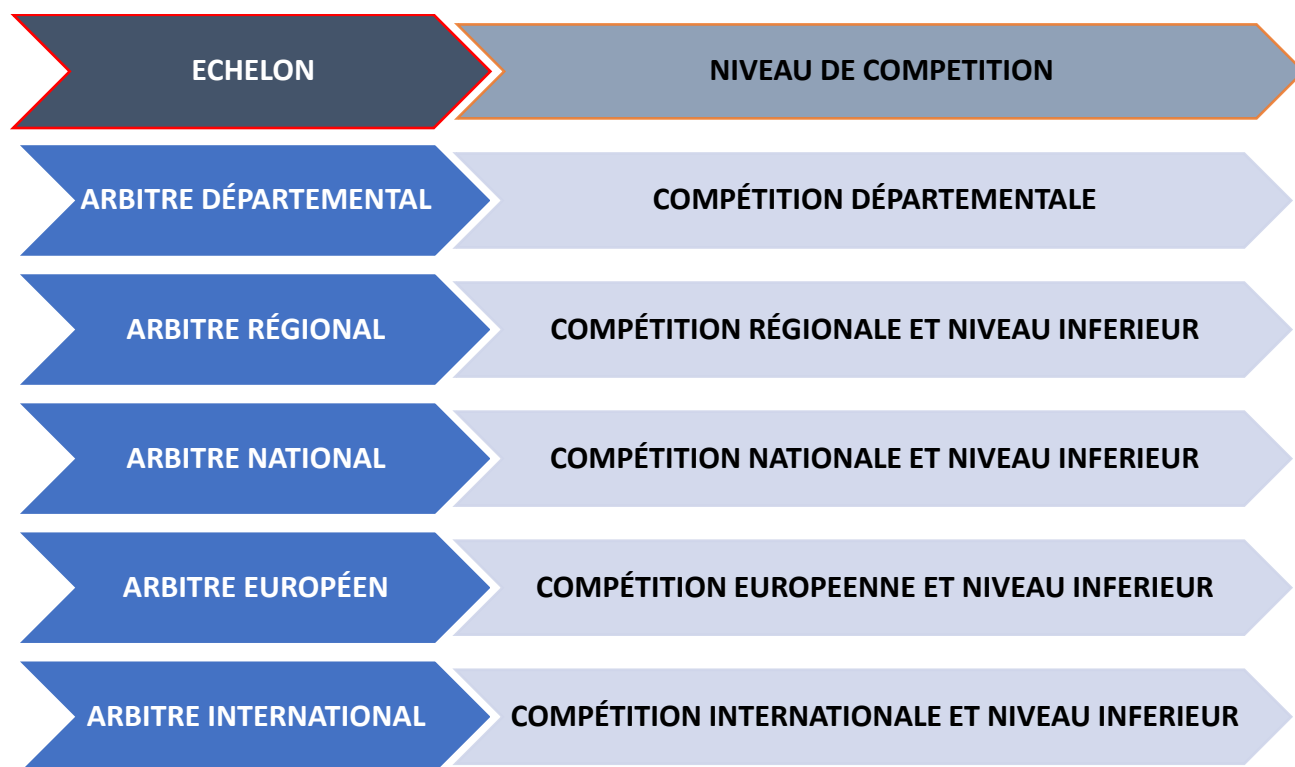 ECHELON
NIVEAU DE COMPETITION
ARBITRE DÉPARTEMENTAL
COMPÉTITION DÉPARTEMENTALE
ARBITRE RÉGIONAL
COMPÉTITION RÉGIONALE ET NIVEAU INFERIEUR
ARBITRE NATIONAL
COMPÉTITION NATIONALE ET NIVEAU INFERIEUR
ARBITRE EUROPÉEN
COMPÉTITION EUROPEENNE ET NIVEAU INFERIEUR
ARBITRE INTERNATIONAL
COMPÉTITION INTERNATIONALE ET NIVEAU INFERIEUR